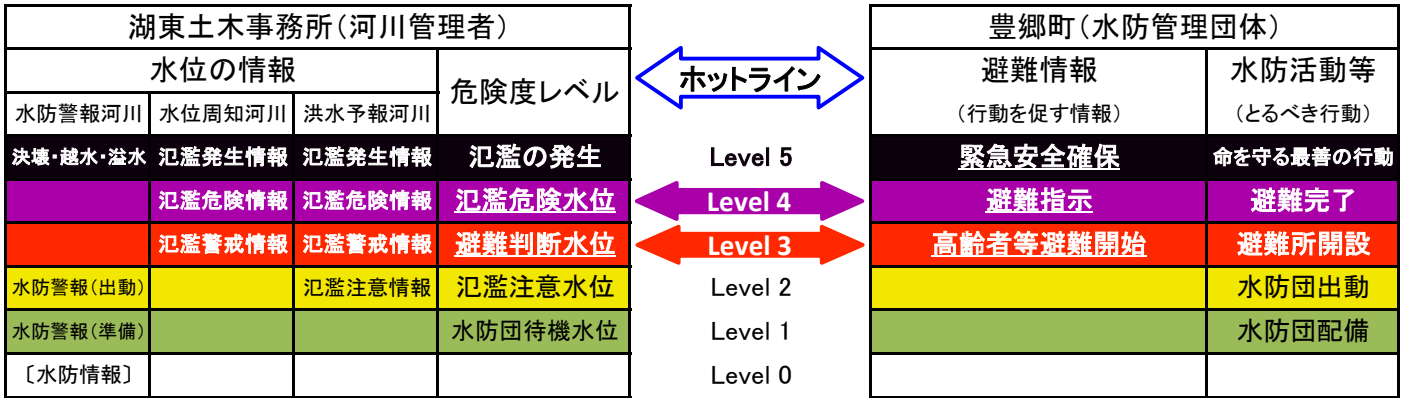 湖東土木事務所（河川管理者）
豊郷町（水防管理団体）
水位の情報
危険度レベル
ホットライン
避難情報
（行動を促す情報）
水防活動等
（とるべき行動）
水防警報河川 水位周知河川 洪水予報河川
決壊・越水・溢水 氾濫発生情報 氾濫発生情報 氾濫の発生 Level 5 緊急安全確保 命を守る最善の行動
氾濫危険情報 氾濫危険情報 氾濫危険水位 Level 4 避難指示 避難完了
氾濫警戒情報 氾濫警戒情報 避難判断水位 Level 3 高齢者等避難開始 避難所開設
水防警報（出動） 氾濫注意情報 氾濫注意水位 Level 2 水防団出動
水防警報（準備） 水防団待機水位 Level 1 水防団配備
〔水防情報〕 Level 0